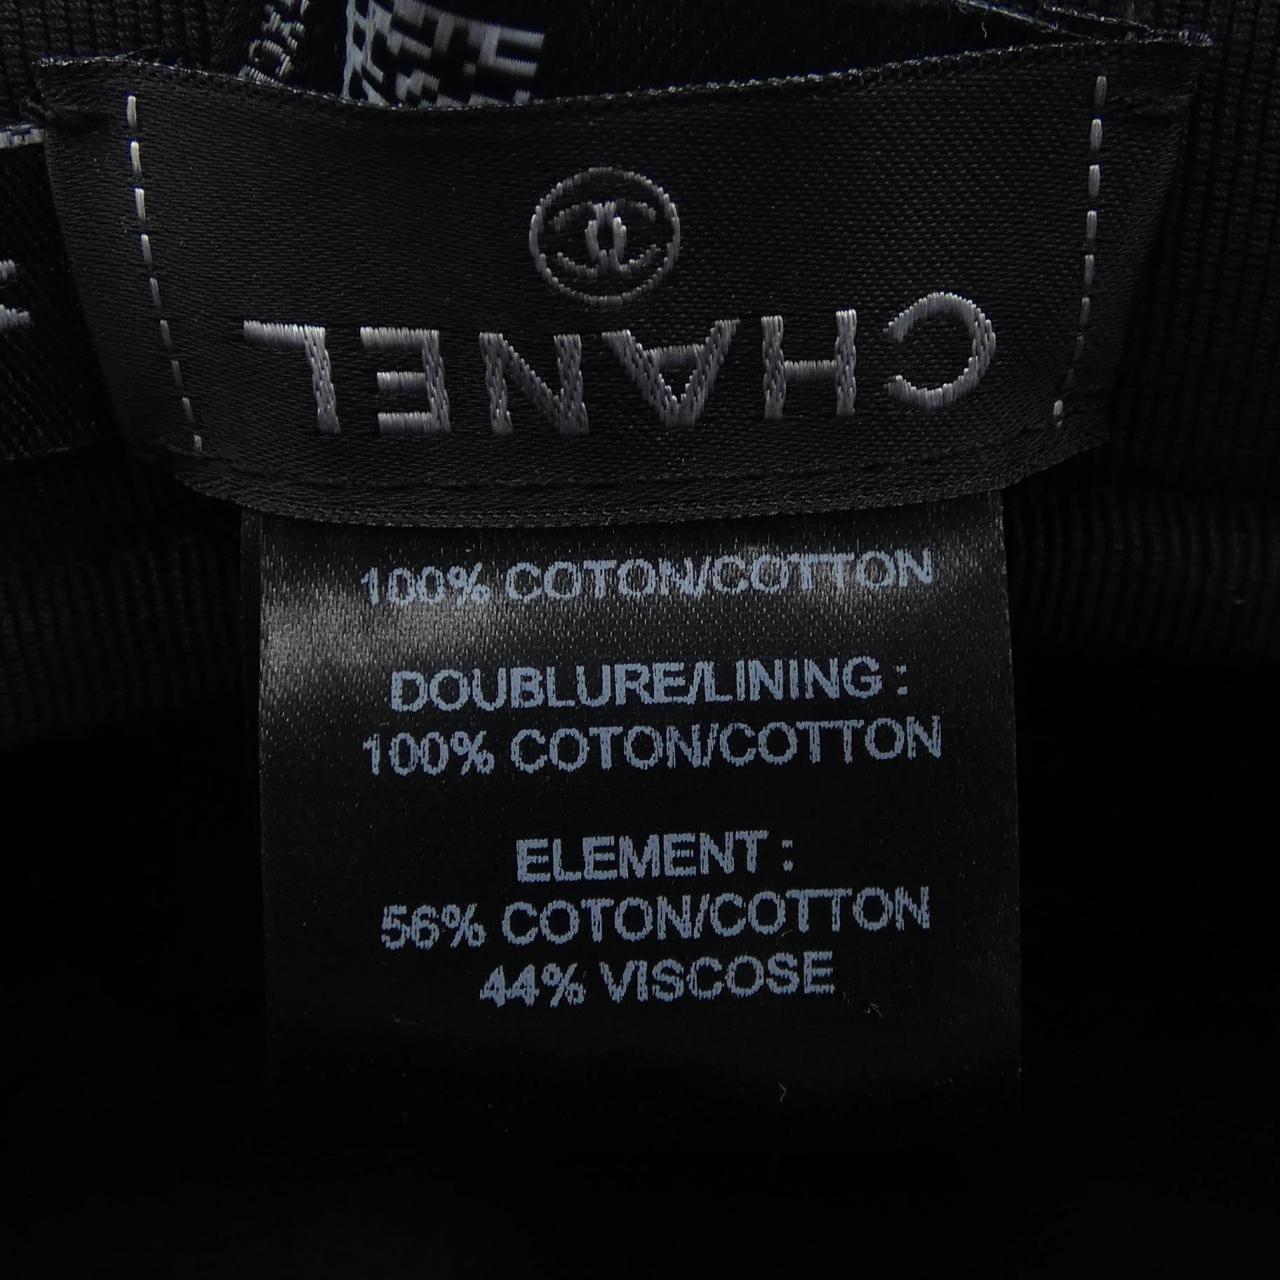 CHANEL
100% COTON/COTTON
DOUBLURE/LINING :
100% COTON/COTTON
ELEMENT :
56% COTON/COTTON
44% VISCOSE